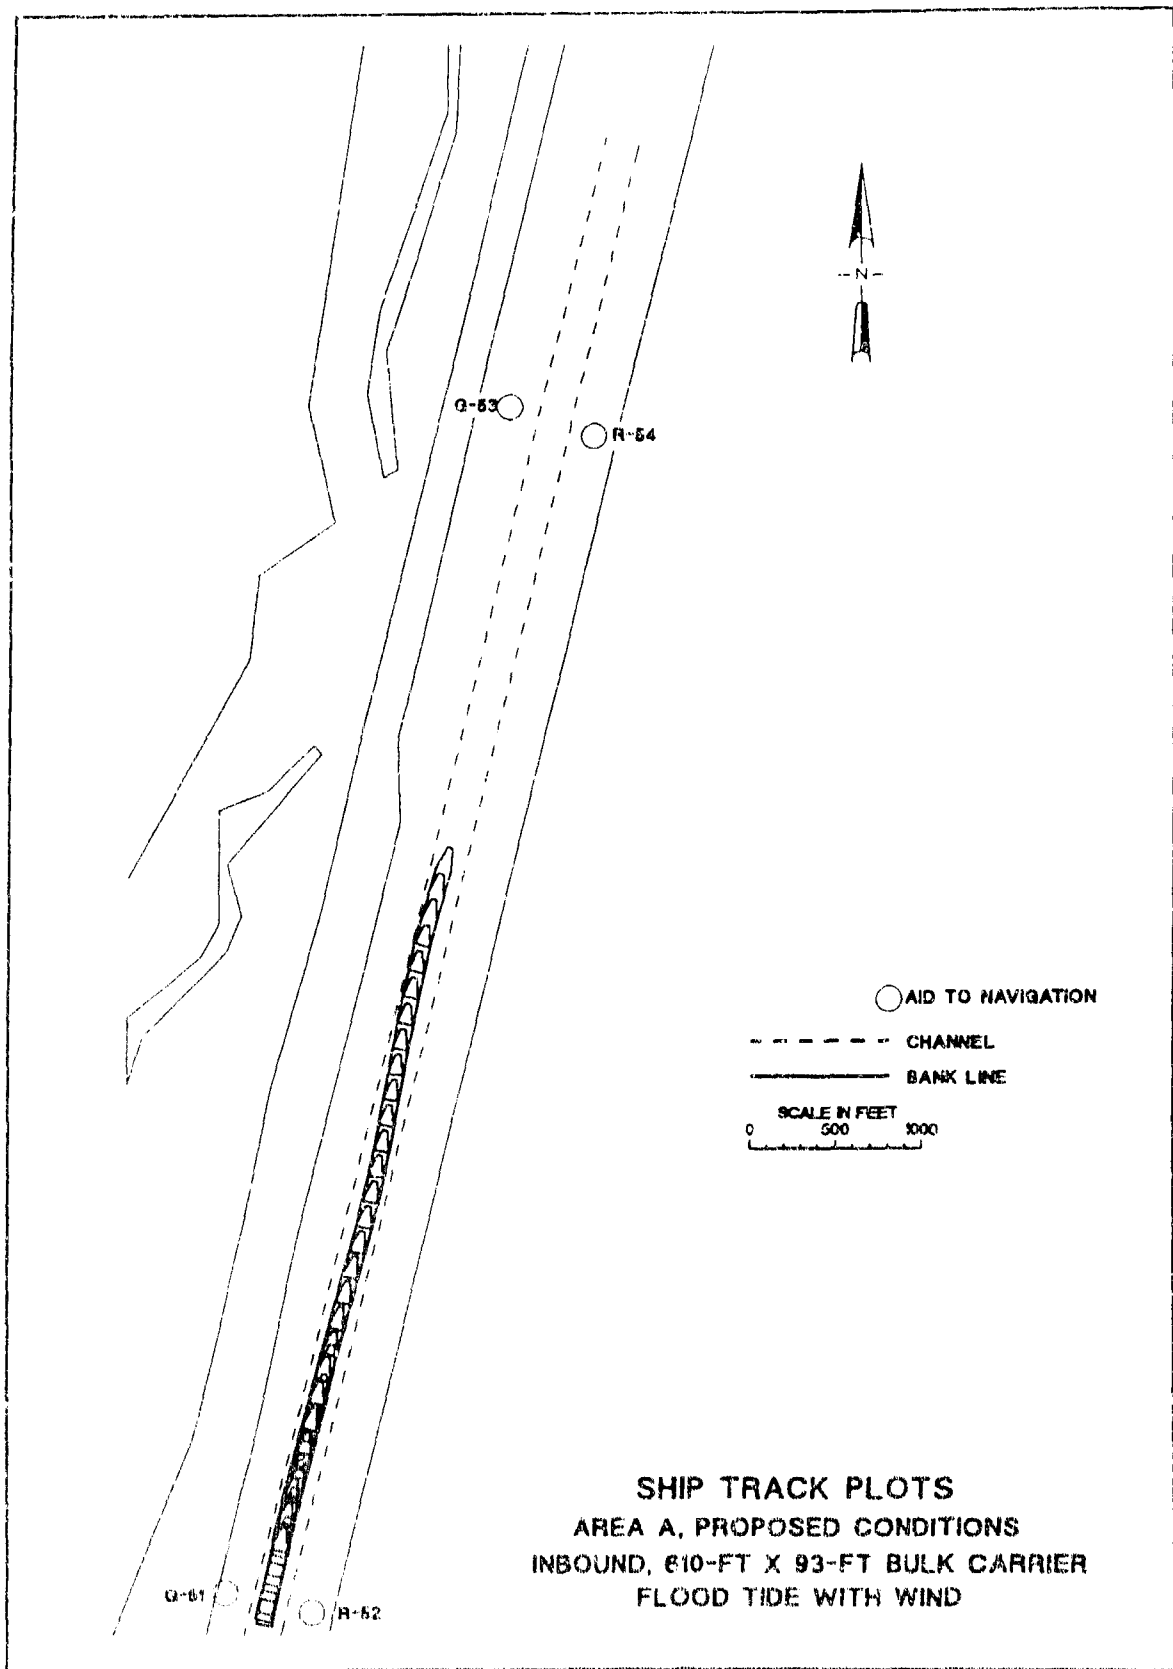 -N-
G-53
R-54
AID TO NAVIGATION
CHANNEL
BANK LINE
SCALE IN FEET
0 500 1000
G-51
R-52
SHIP TRACK PLOTS
AREA A, PROPOSED CONDITIONS
INBOUND, 610-FT X 93-FT BULK CARRIER
FLOOD TIDE WITH WIND